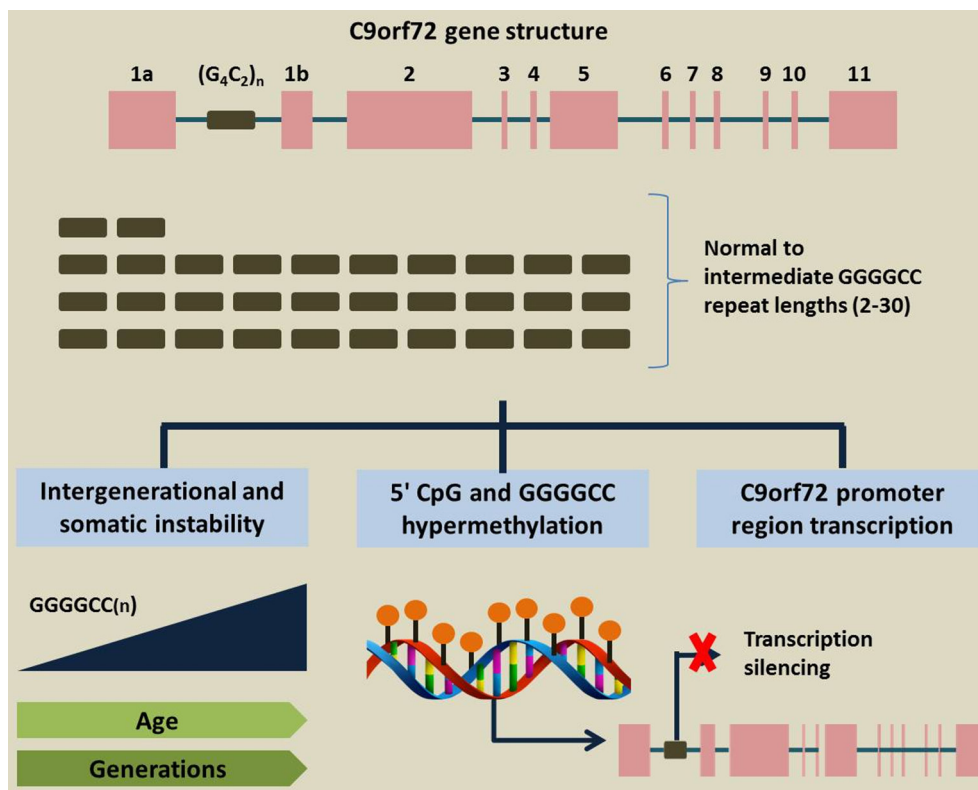 C9orf72 gene structure
1a (G₄C₂)ₙ 1b 2 3 4 5 6 7 8 9 10 11
Normal to
intermediate GGGGCC
repeat lengths (2-30)
Intergenerational and
somatic instability
5' CpG and GGGGCC
hypermethylation
C9orf72 promoter
region transcription
GGGGCC(n)
Age
Generations
Transcription
silencing